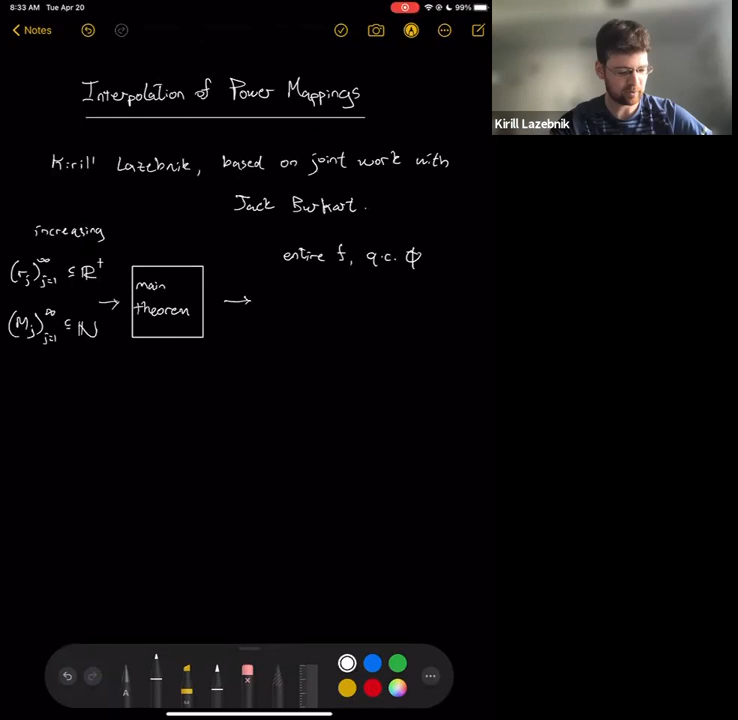 8:33 AM Tue Apr 20
99%
Notes
Interpolation of Power Mappings
Kirill Lazebnik
Kirill Lazebnik, based on joint work with
Jack Burkart.
increasing
entire f, q.c. ϕ
(r_j)_{j=1}^∞ ⊆ ℝ^+
→ main theorem →
(M_j)_{j=1}^∞ ⊆ ℕ
A